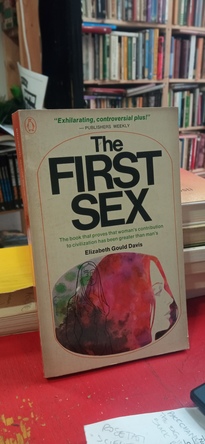 "Exhilarating, controversial plus!"
—PUBLISHERS WEEKLY
The
FIRST
SEX
The book that proves that woman's contribution
to civilization has been greater than man's
Elizabeth Gould Davis